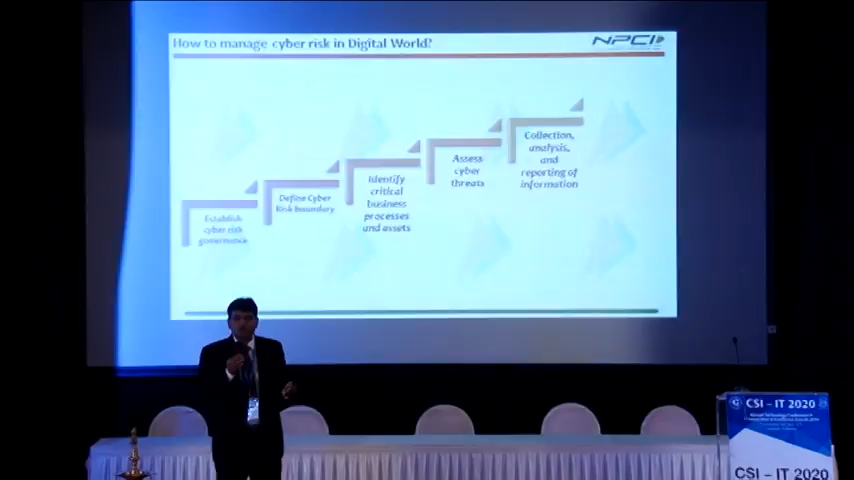 How to manage cyber risk in Digital World?
NPCI
Establish
cyber risk
governance
Define Cyber
Risk boundary
Identify
critical
business
processes
and assets
Assess
cyber
threats
Collection,
analysis,
and
reporting of
information
CSI – IT 2020
CSI – IT 2020